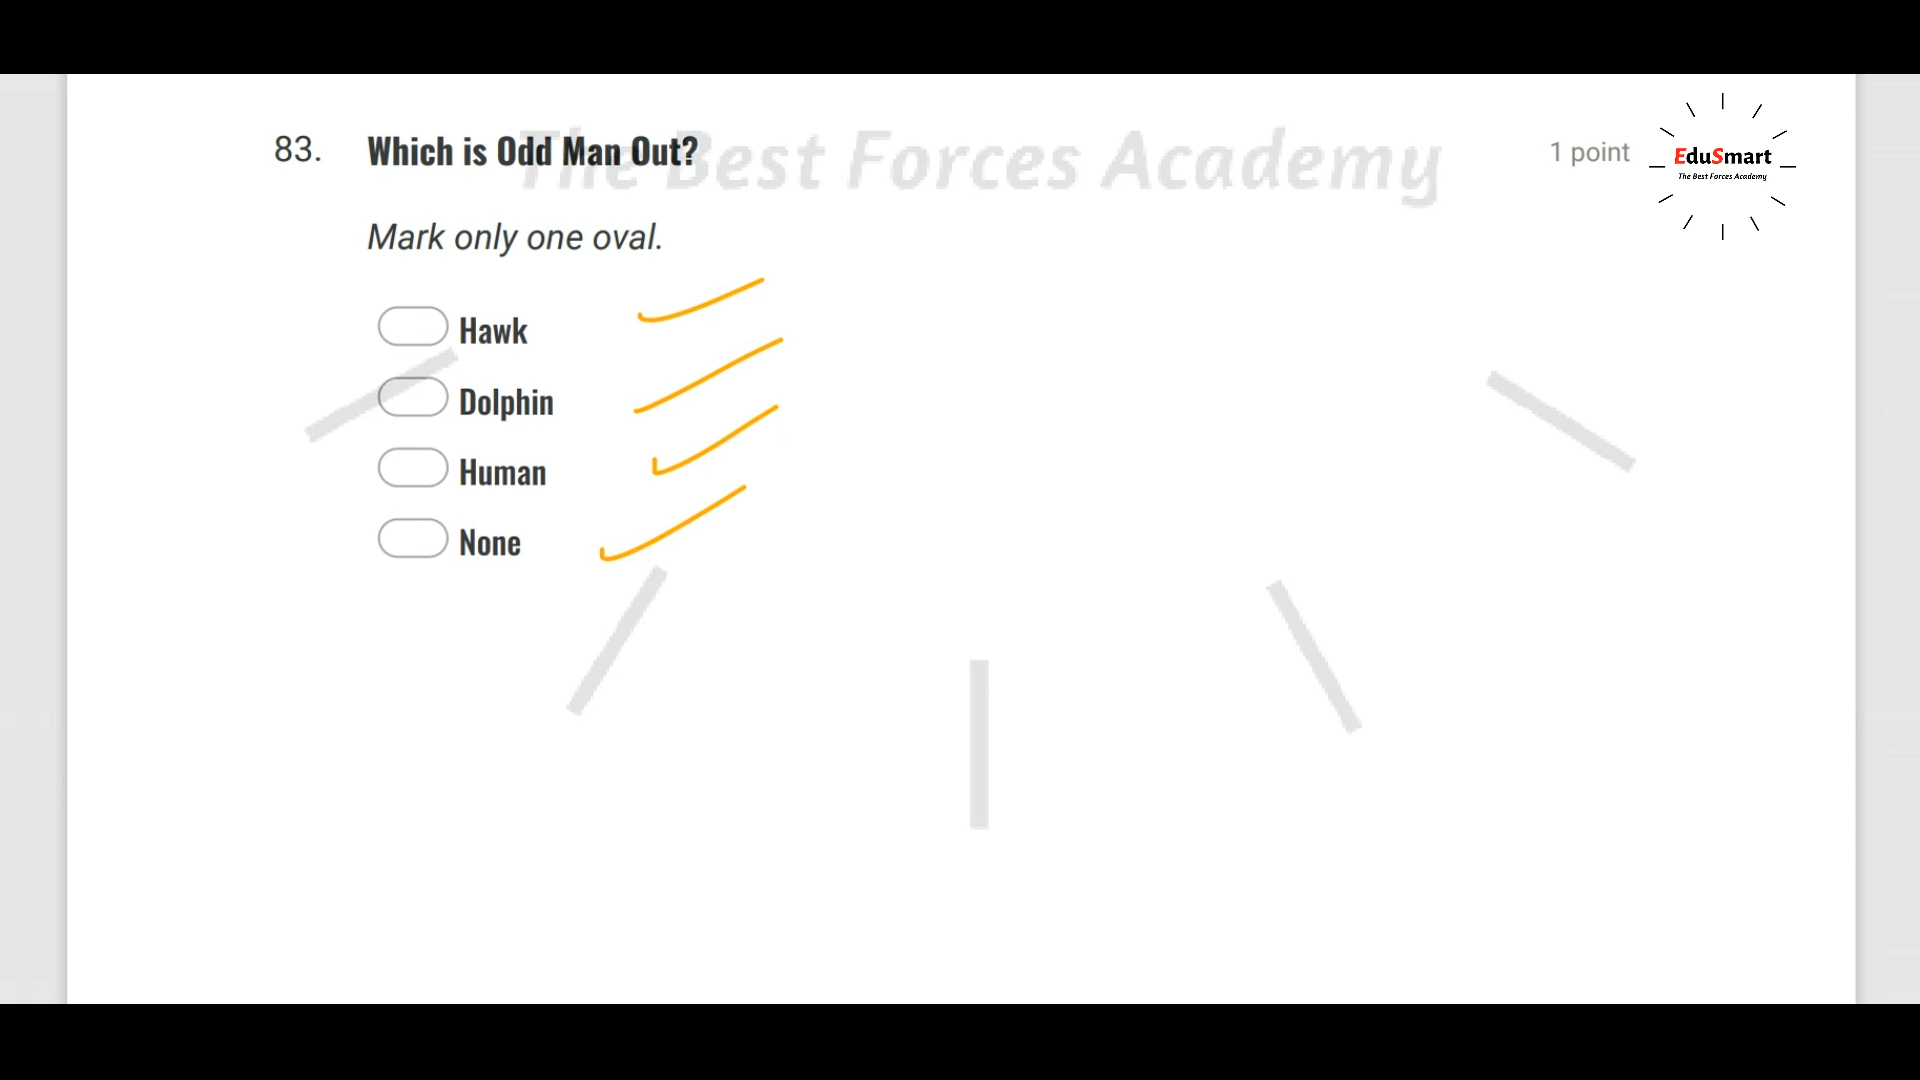 The Best Forces Academy
83. Which is Odd Man Out?
1 point
EduSmart
The Best Forces Academy
Mark only one oval.
Hawk
Dolphin
Human
None